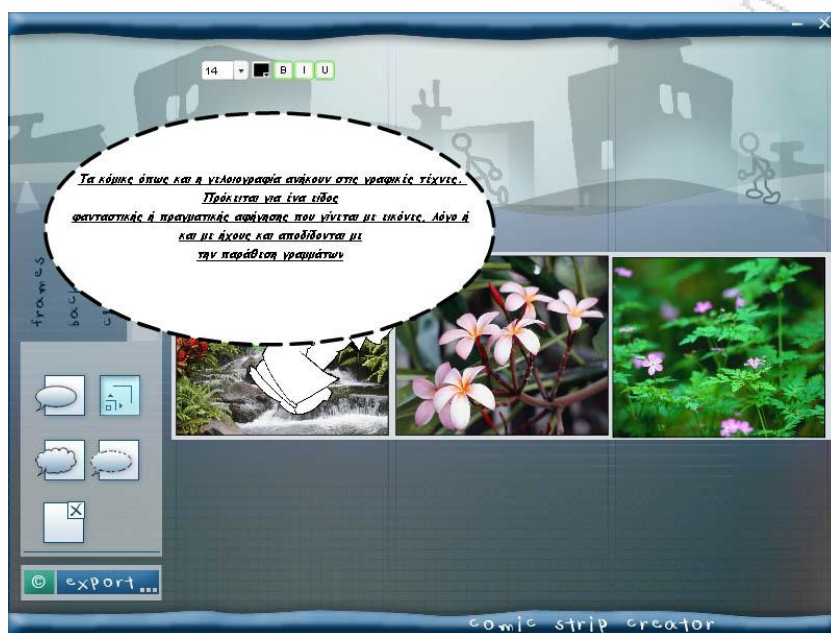 14 B I U
Τα κόμικς όπως και η γελοιογραφία ανήκουν στις γραφικές τέχνες.
Πρόκειται για ένα είδος
φανταστικής ή πραγματικής αφήγησης που γίνεται με εικόνες, λόγο ή
και με ήχους και αποδίδονται με
την παράθεση γραμμάτων
frames
export...
comic strip creator